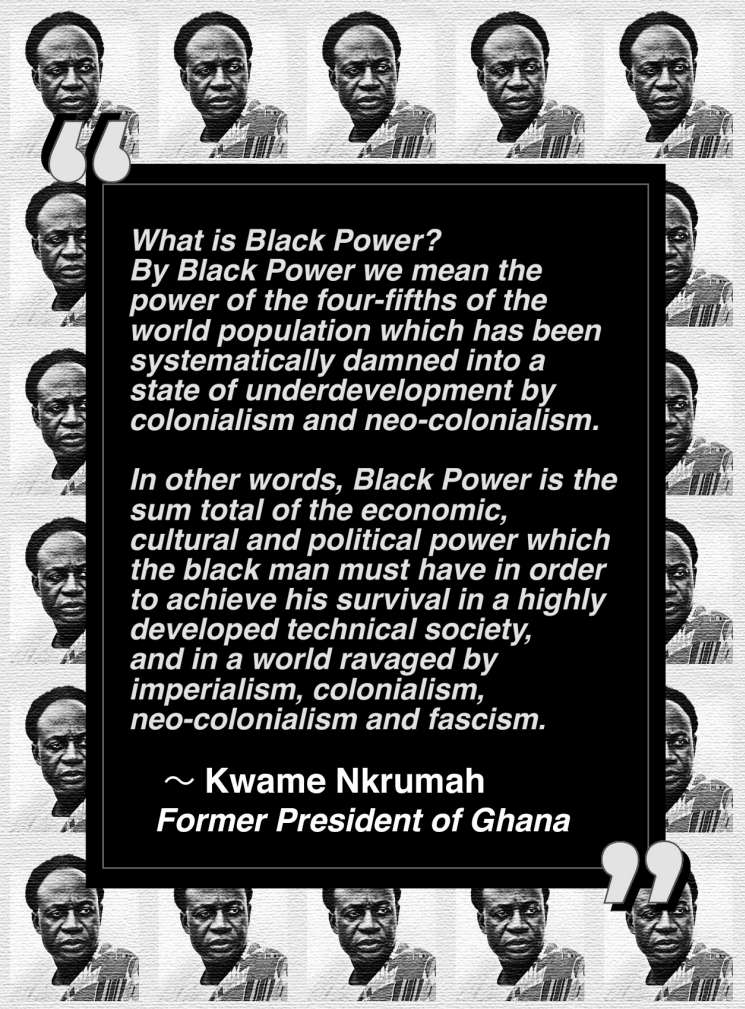 “
What is Black Power?
By Black Power we mean the
power of the four-fifths of the
world population which has been
systematically damned into a
state of underdevelopment by
colonialism and neo-colonialism.
In other words, Black Power is the
sum total of the economic,
cultural and political power which
the black man must have in order
to achieve his survival in a highly
developed technical society,
and in a world ravaged by
imperialism, colonialism,
neo-colonialism and fascism.
~ Kwame Nkrumah
Former President of Ghana
”